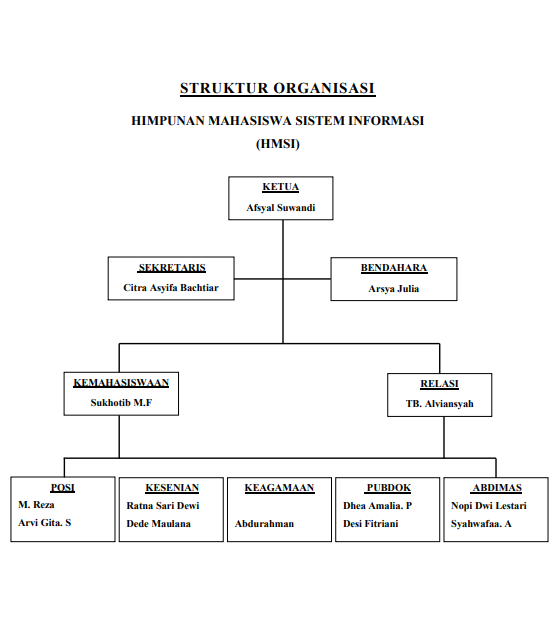 STRUKTUR ORGANISASI
HIMPUNAN MAHASISWA SISTEM INFORMASI
(HMSI)
KETUA
Afsyal Suwandi
SEKRETARIS
Citra Asyifa Bachtiar
BENDAHARA
Arsya Julia
KEMAHASISWAAN
Sukhotib M.F
RELASI
TB. Alviansyah
POSI
M. Reza
Arvi Gita. S
KESENIAN
Ratna Sari Dewi
Dede Maulana
KEAGAMAAN
Abdurahman
PUBDOK
Dhea Amalia. P
Desi Fitriani
ABDIMAS
Nopi Dwi Lestari
Syahwafaa. A